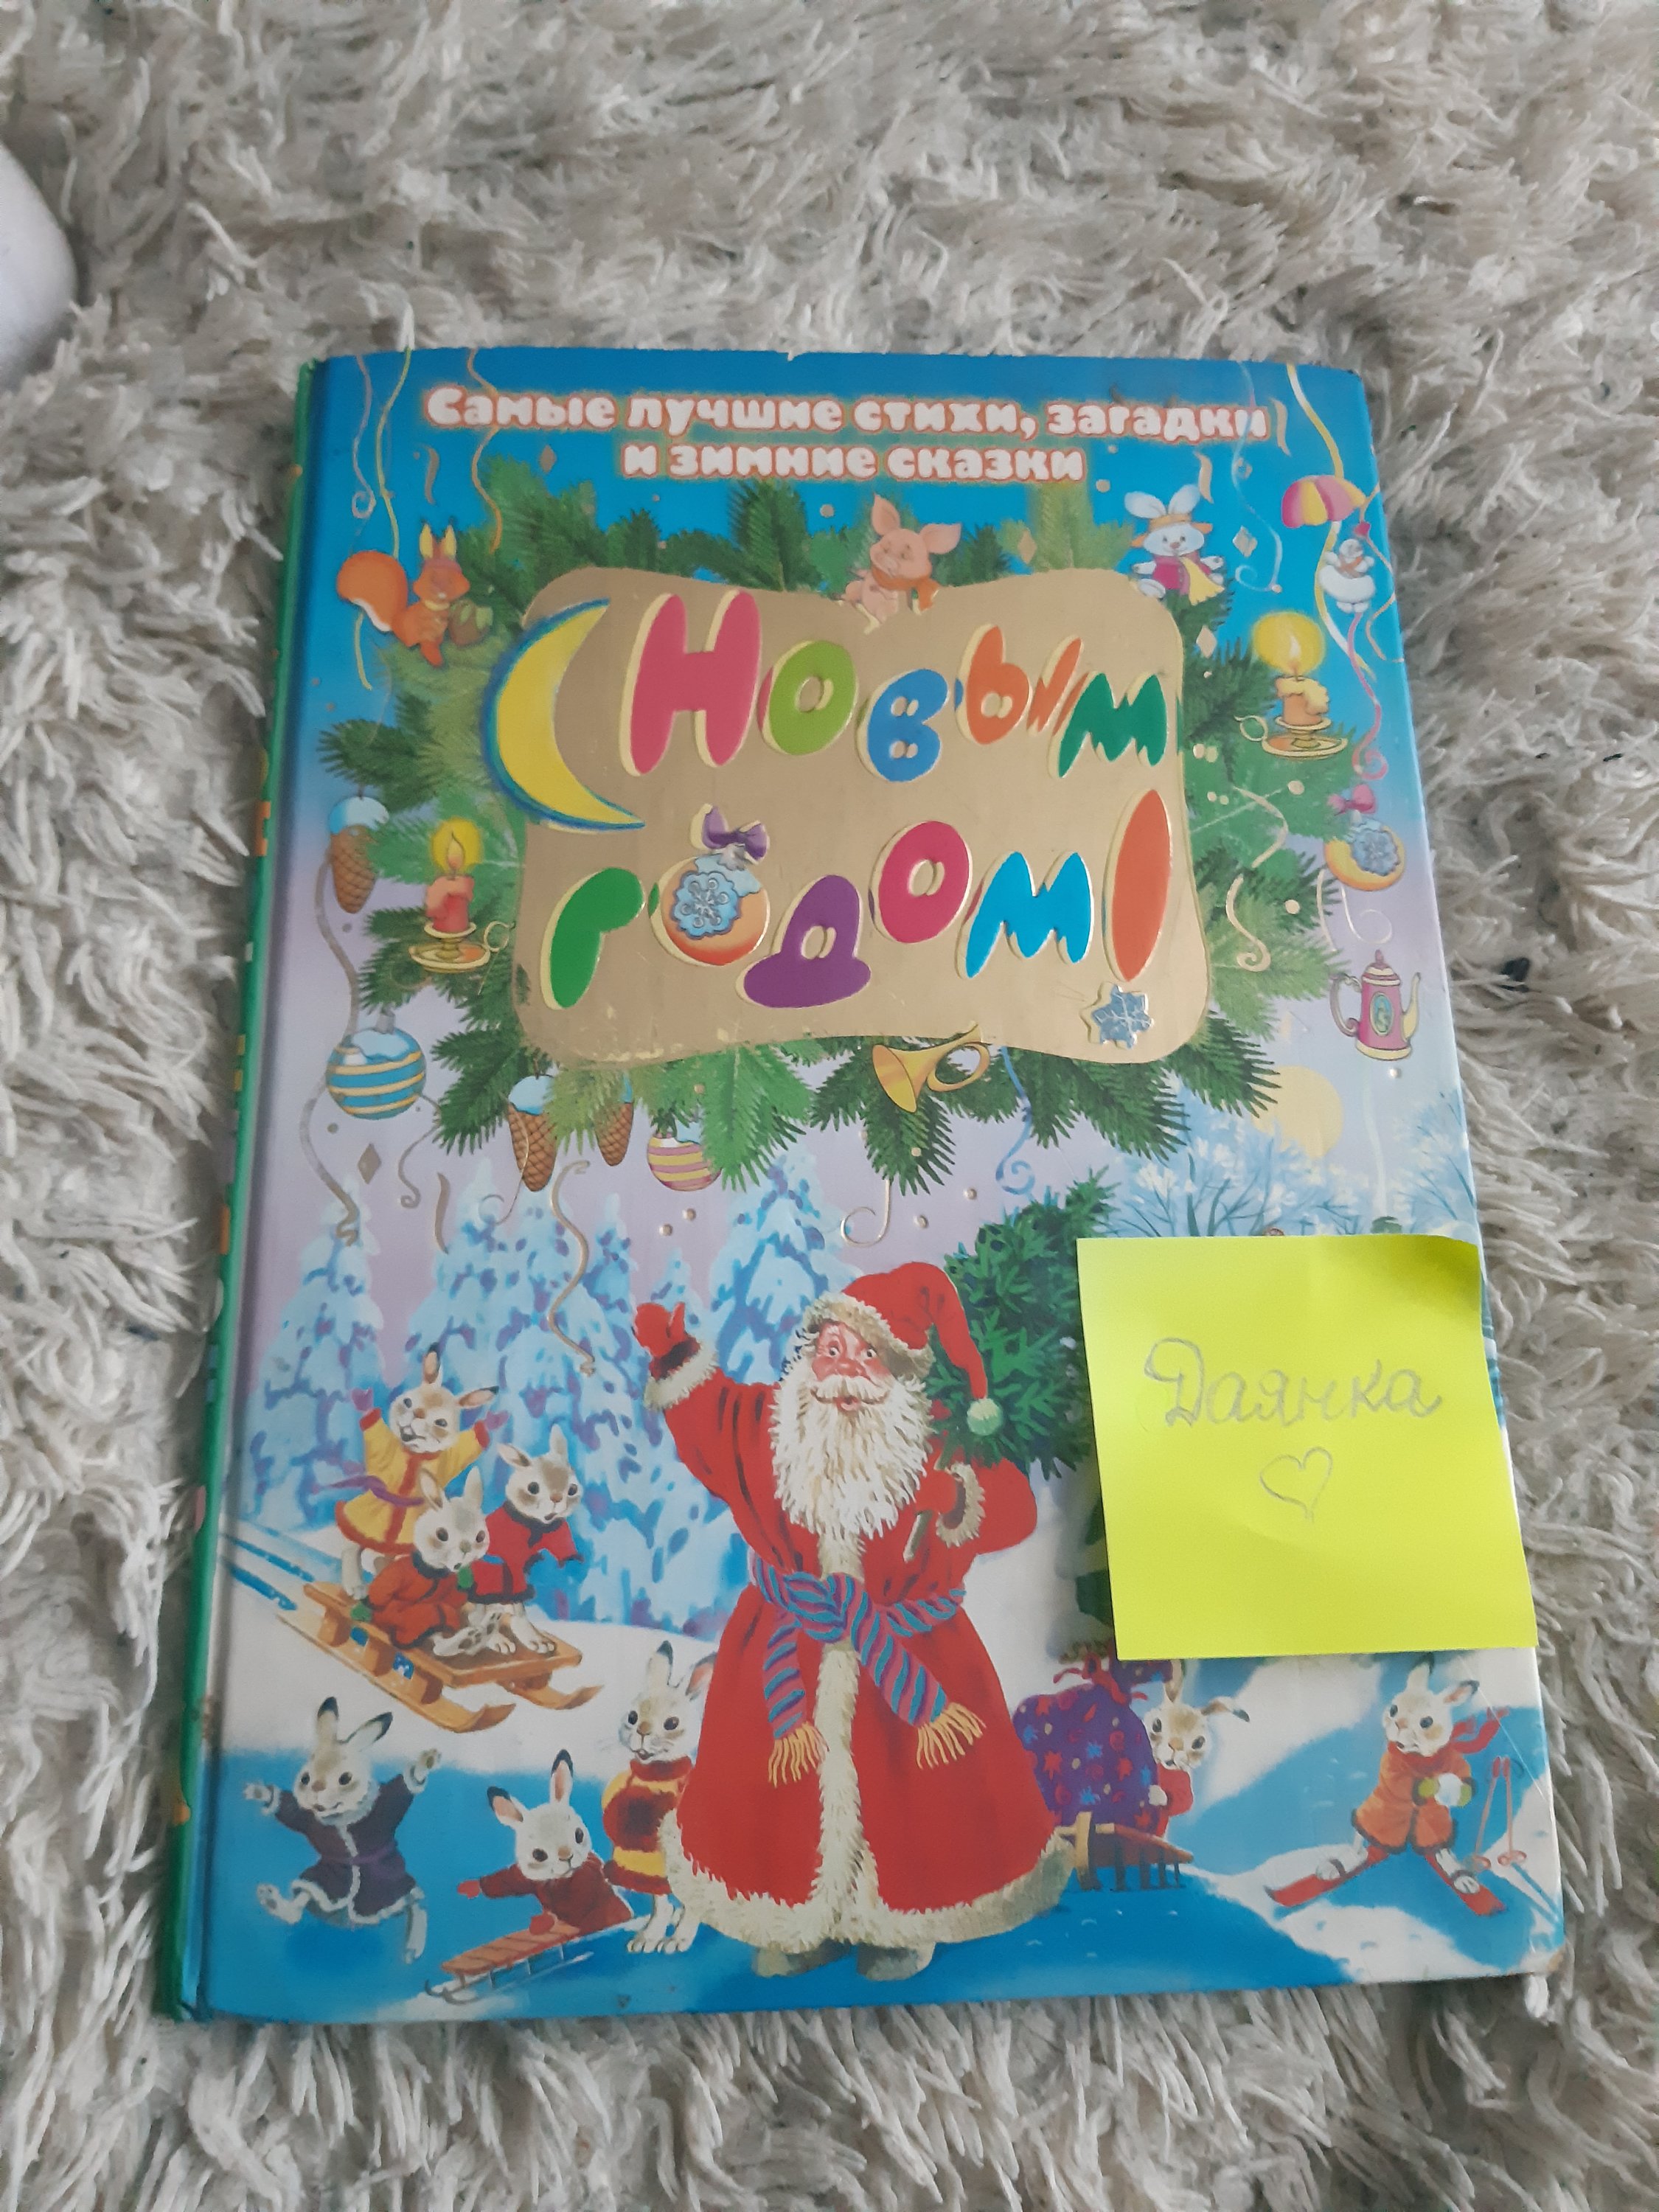 Самые лучшие стихи, загадки
и зимние сказки
С Новым
годом!
Даянка